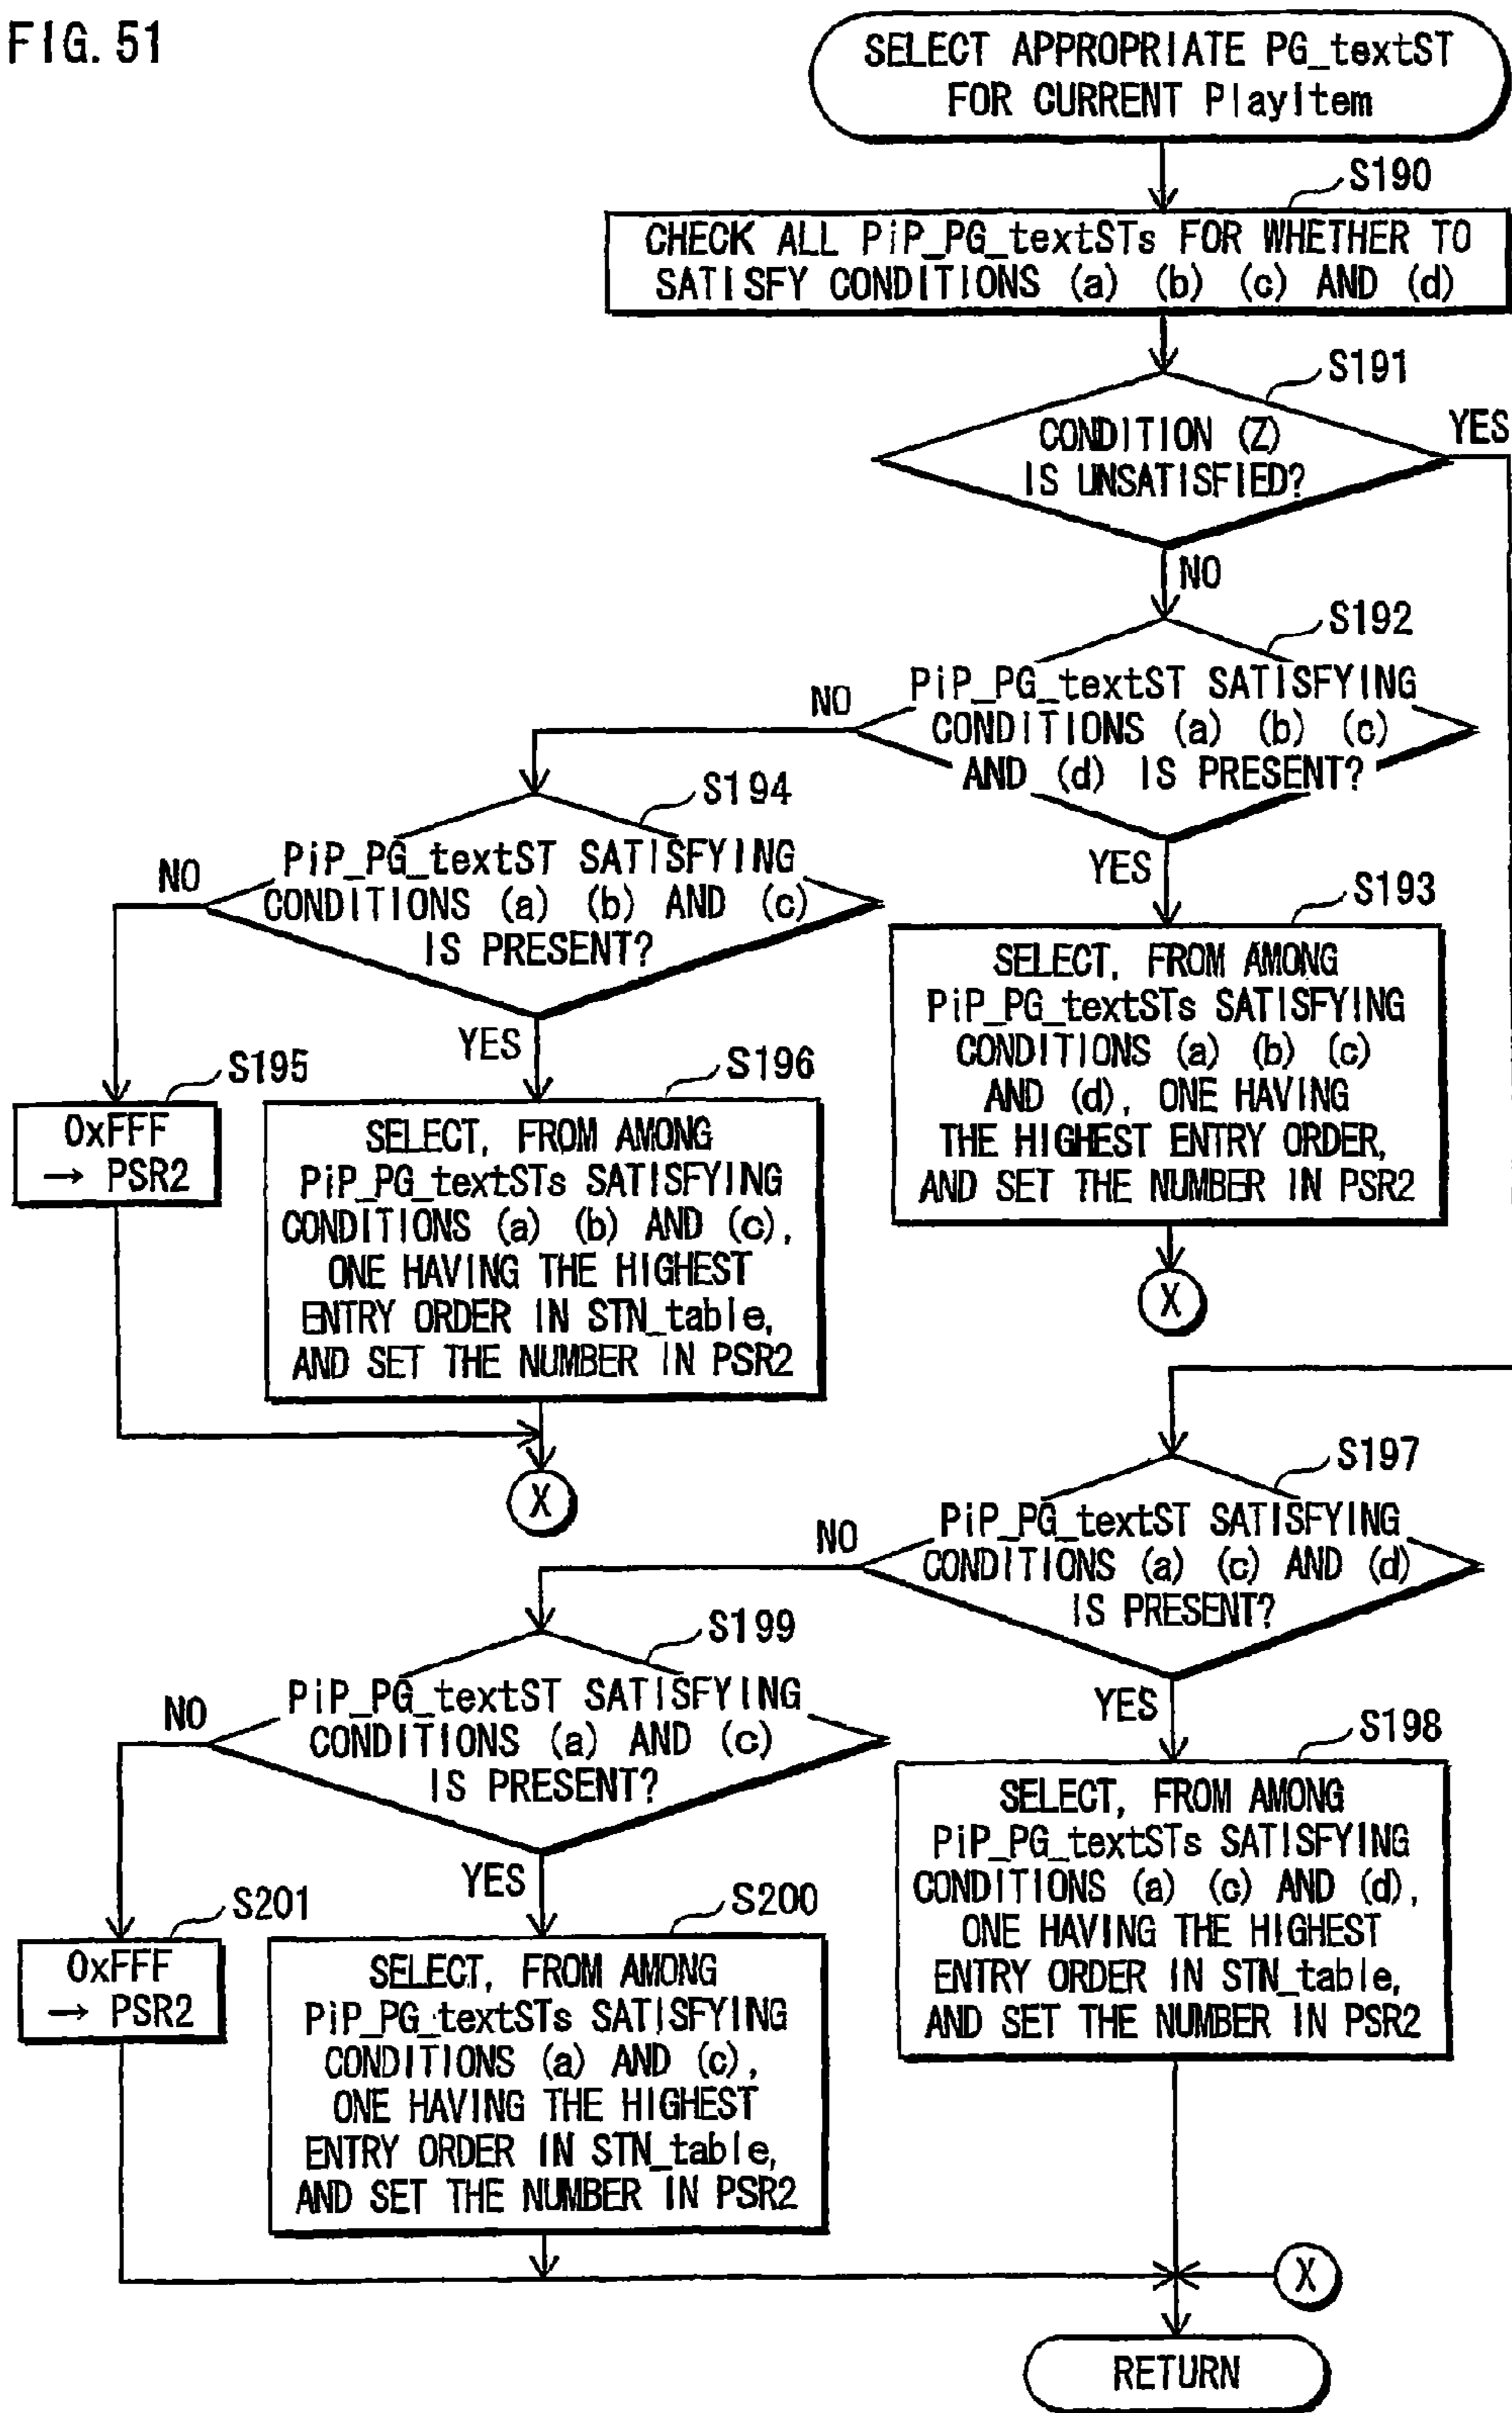 FIG. 51
SELECT APPROPRIATE PG_textST
FOR CURRENT PlayItem
S190
CHECK ALL PiP_PG_textSTs FOR WHETHER TO
SATISFY CONDITIONS (a) (b) (c) AND (d)
S191
CONDITION (Z)
IS UNSATISFIED?
YES
NO
S192
PiP_PG_textST SATISFYING
CONDITIONS (a) (b) (c)
AND (d) IS PRESENT?
NO
YES
S194
PiP_PG_textST SATISFYING
CONDITIONS (a) (b) AND (c)
IS PRESENT?
NO
YES
S193
SELECT, FROM AMONG
PiP_PG_textSTs SATISFYING
CONDITIONS (a) (b) (c)
AND (d), ONE HAVING
THE HIGHEST ENTRY ORDER,
AND SET THE NUMBER IN PSR2
X
S195
0xFFF
→ PSR2
S196
SELECT, FROM AMONG
PiP_PG_textSTs SATISFYING
CONDITIONS (a) (b) AND (c),
ONE HAVING THE HIGHEST
ENTRY ORDER IN STN_table,
AND SET THE NUMBER IN PSR2
X
S197
PiP_PG_textST SATISFYING
CONDITIONS (a) (c) AND (d)
IS PRESENT?
NO
YES
S199
PiP_PG_textST SATISFYING
CONDITIONS (a) AND (c)
IS PRESENT?
NO
YES
S198
SELECT, FROM AMONG
PiP_PG_textSTs SATISFYING
CONDITIONS (a) (c) AND (d),
ONE HAVING THE HIGHEST
ENTRY ORDER IN STN_table,
AND SET THE NUMBER IN PSR2
S201
0xFFF
→ PSR2
S200
SELECT, FROM AMONG
PiP_PG_textSTs SATISFYING
CONDITIONS (a) AND (c),
ONE HAVING THE HIGHEST
ENTRY ORDER IN STN_table,
AND SET THE NUMBER IN PSR2
X
RETURN